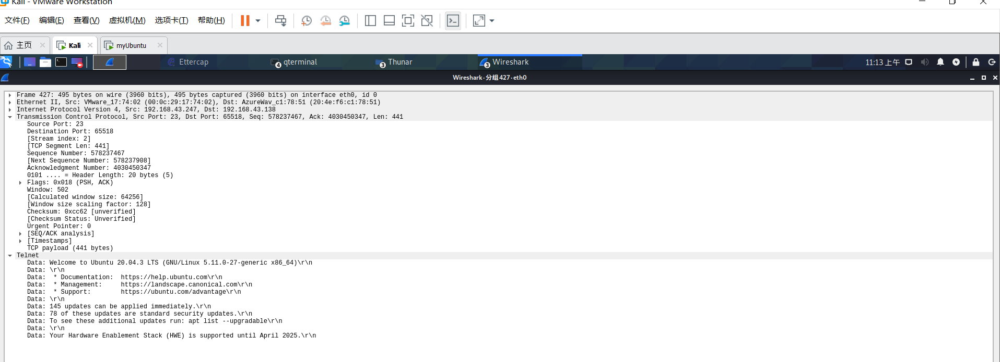 Kali - VMware Workstation
文件(F) 编辑(E) 查看(V) 虚拟机(M) 选项卡(T) 帮助(H)
主页 Kali myUbuntu
Ettercap 4 qterminal 3 Thunar 3 Wireshark 11:13 上午
Wireshark·分组 427·eth0
Frame 427: 495 bytes on wire (3960 bits), 495 bytes captured (3960 bits) on interface eth0, id 0
Ethernet II, Src: VMware_17:74:02 (00:0c:29:17:74:02), Dst: AzureWav_c1:78:51 (20:4e:f6:c1:78:51)
Internet Protocol Version 4, Src: 192.168.43.247, Dst: 192.168.43.138
Transmission Control Protocol, Src Port: 23, Dst Port: 65518, Seq: 578237467, Ack: 4030450347, Len: 441
Source Port: 23
Destination Port: 65518
[Stream index: 2]
[TCP Segment Len: 441]
Sequence Number: 578237467
[Next Sequence Number: 578237908]
Acknowledgment Number: 4030450347
0101 .... = Header Length: 20 bytes (5)
Flags: 0x018 (PSH, ACK)
Window: 502
[Calculated window size: 64256]
[Window size scaling factor: 128]
Checksum: 0xcc62 [unverified]
[Checksum Status: Unverified]
Urgent Pointer: 0
[SEQ/ACK analysis]
[Timestamps]
TCP payload (441 bytes)
Telnet
Data: Welcome to Ubuntu 20.04.3 LTS (GNU/Linux 5.11.0-27-generic x86_64)\r\n
Data: \r\n
Data:  * Documentation:  https://help.ubuntu.com\r\n
Data:  * Management:     https://landscape.canonical.com\r\n
Data:  * Support:        https://ubuntu.com/advantage\r\n
Data: \r\n
Data: 145 updates can be applied immediately.\r\n
Data: 78 of these updates are standard security updates.\r\n
Data: To see these additional updates run: apt list --upgradable\r\n
Data: \r\n
Data: Your Hardware Enablement Stack (HWE) is supported until April 2025.\r\n